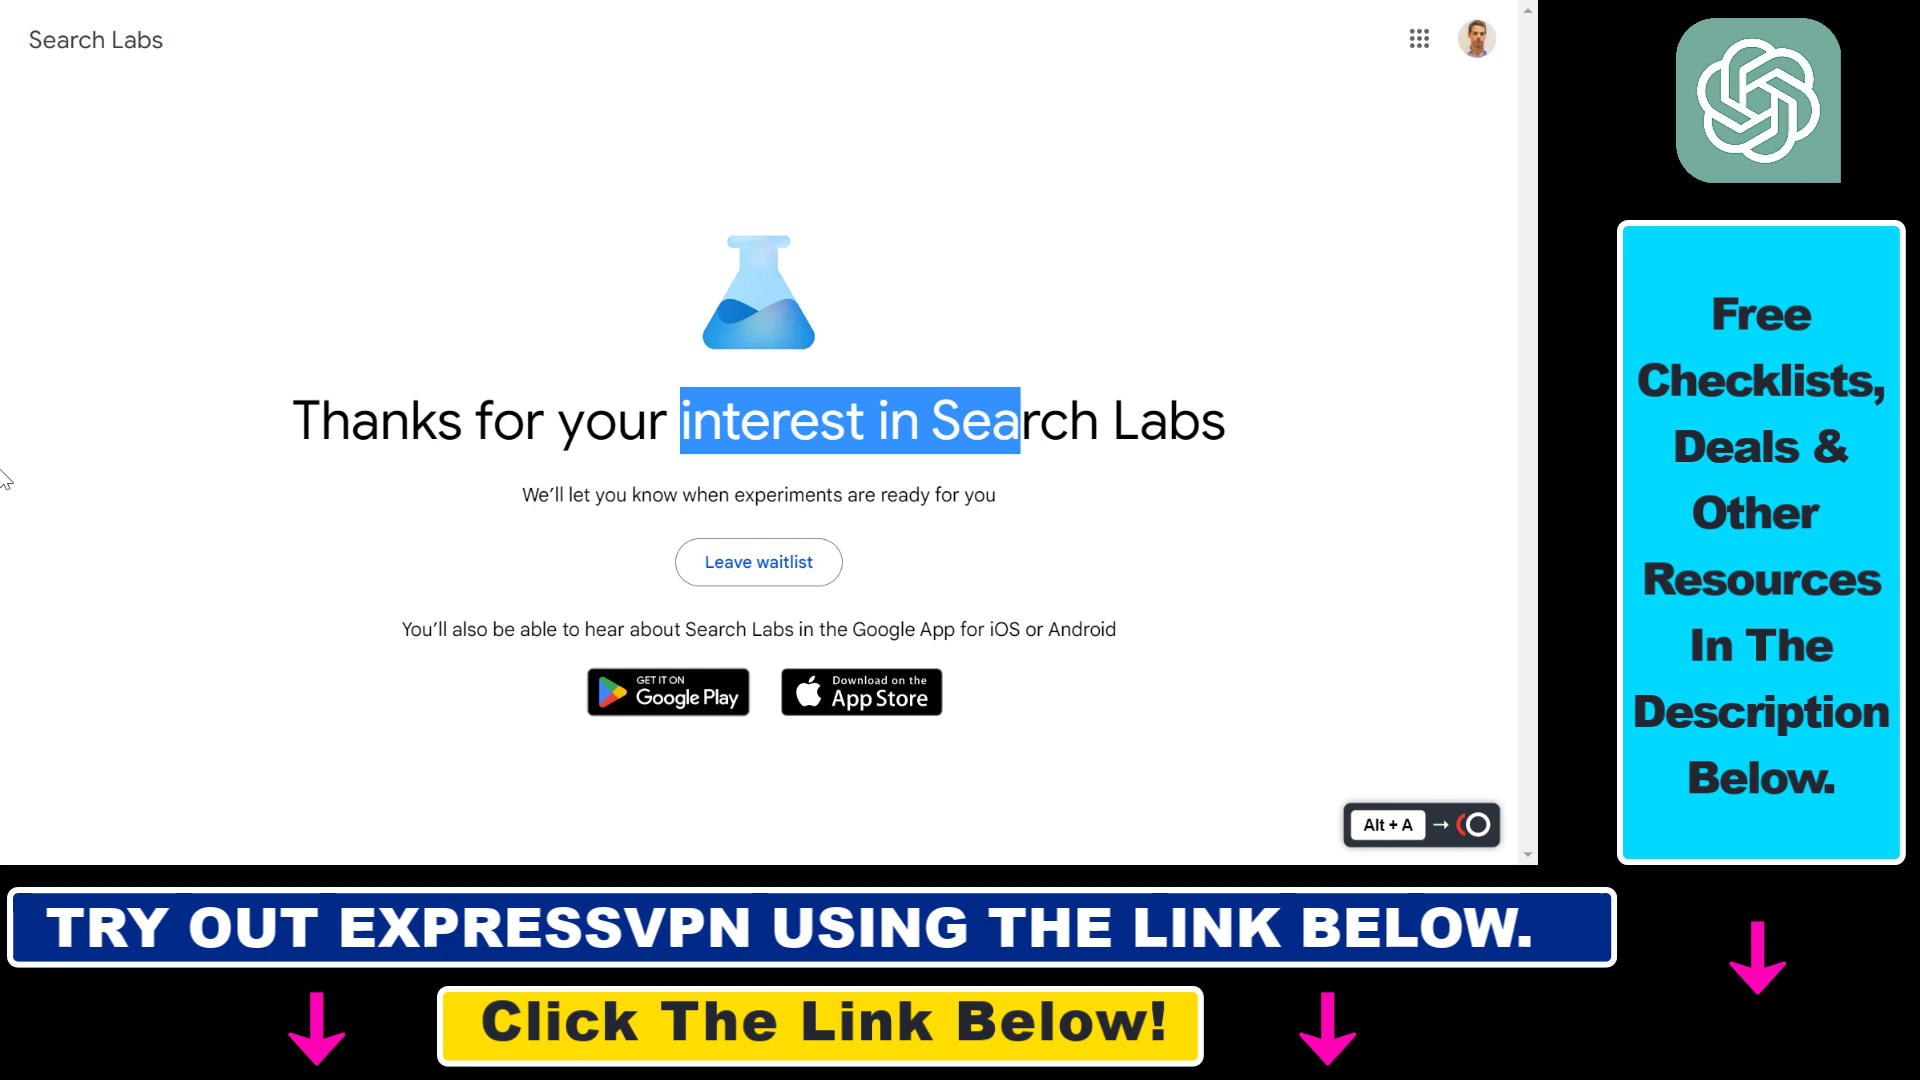 Search Labs
Thanks for your interest in Search Labs
We'll let you know when experiments are ready for you
Leave waitlist
You'll also be able to hear about Search Labs in the Google App for iOS or Android
GET IT ON
Google Play
Download on the
App Store
Alt + A →
Free
Checklists,
Deals &
Other
Resources
In The
Description
Below.
TRY OUT EXPRESSVPN USING THE LINK BELOW.
Click The Link Below!